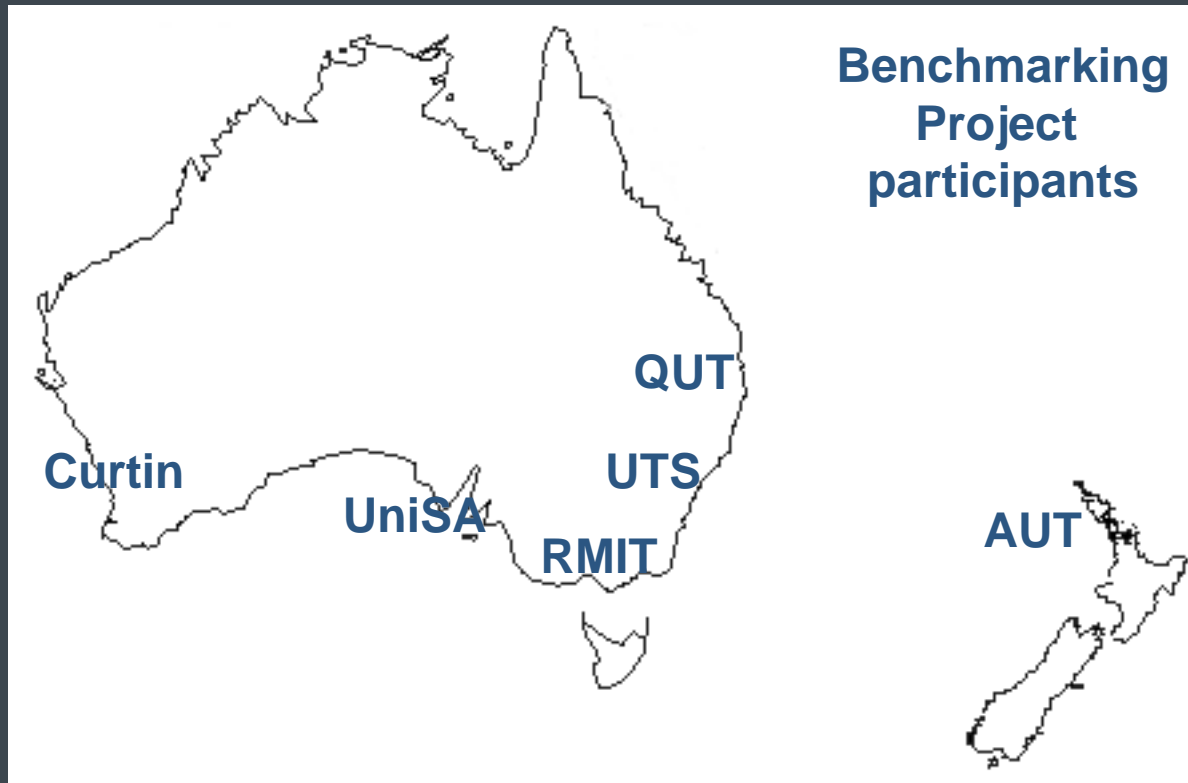 Benchmarking
Project
participants
QUT
Curtin
UTS
UniSA
AUT
RMIT